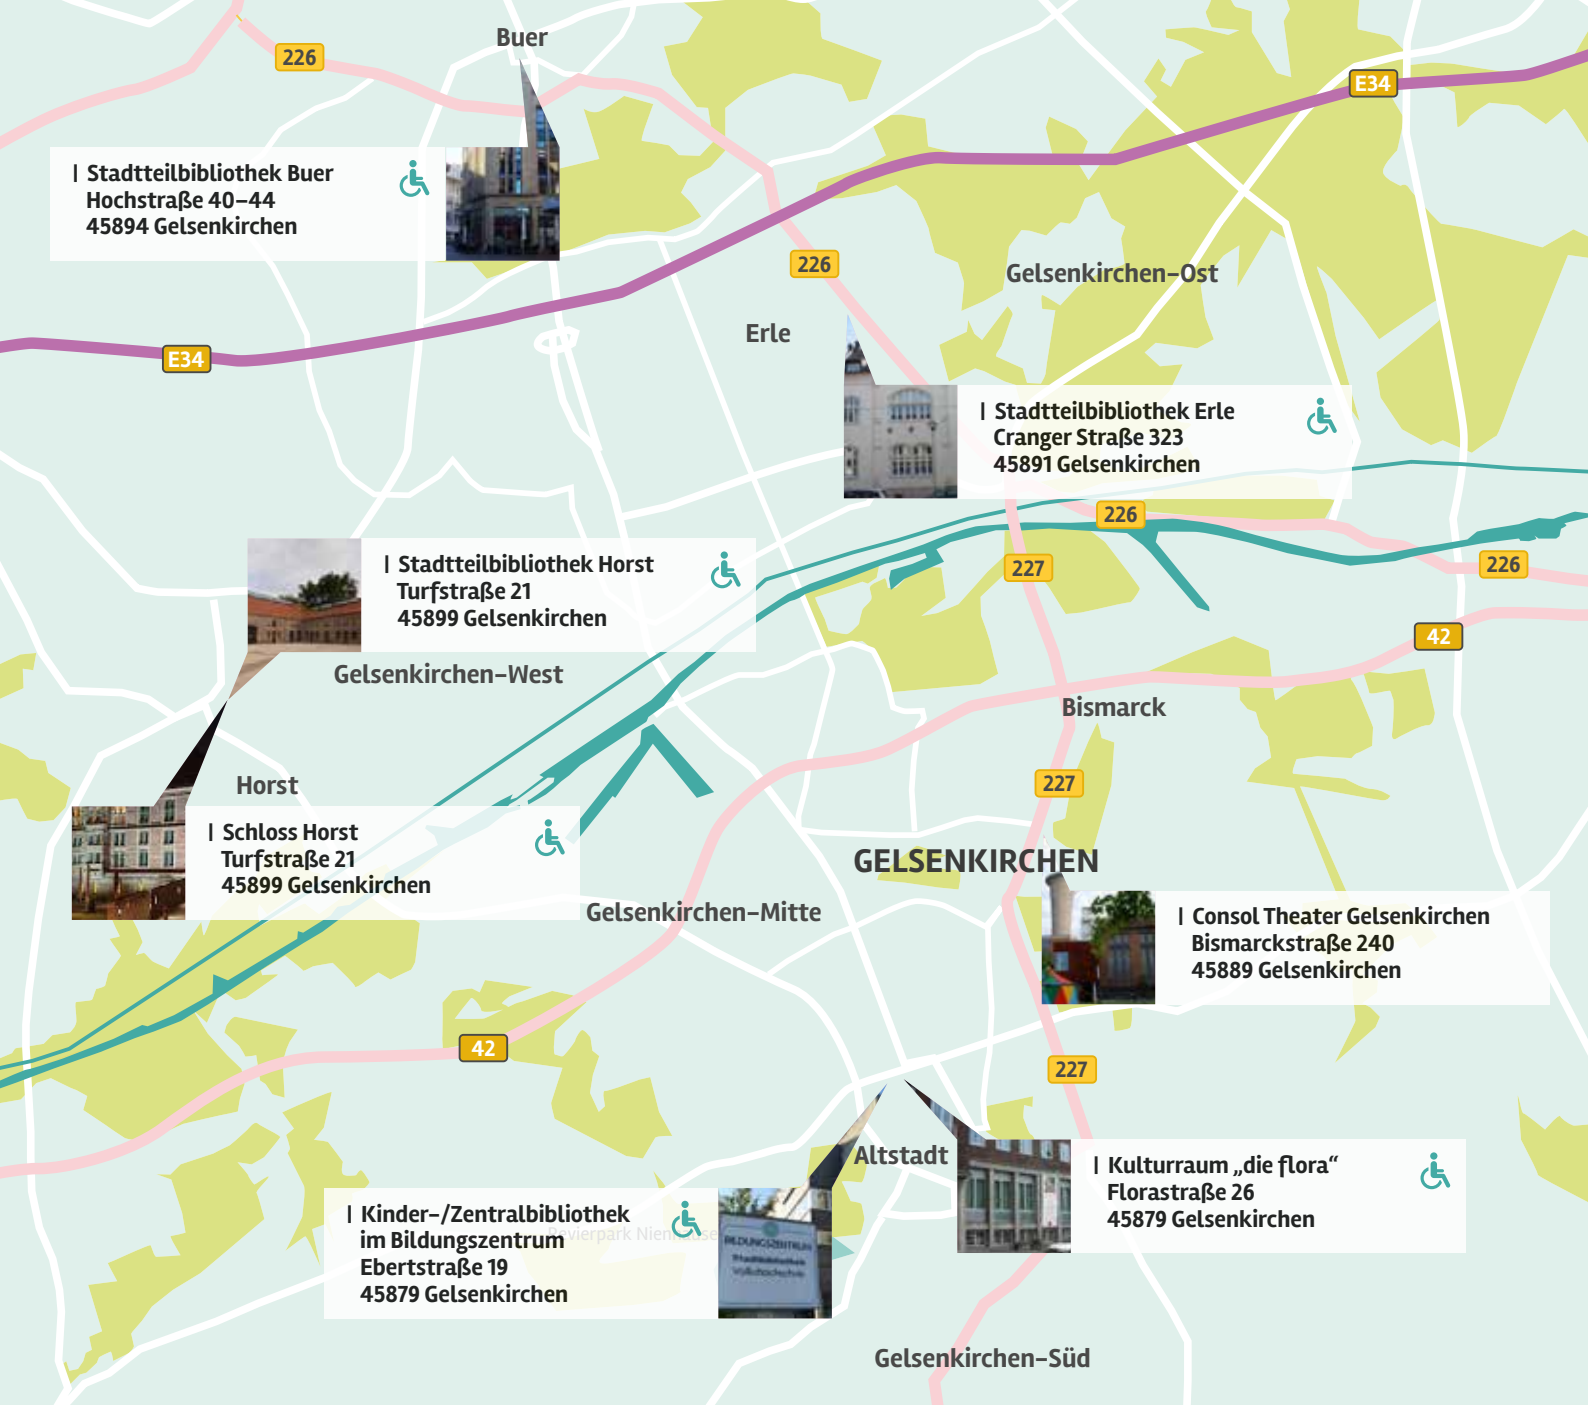 Buer
226
E34
| Stadtteilbibliothek Buer
Hochstraße 40–44
45894 Gelsenkirchen
226
Gelsenkirchen-Ost
Erle
E34
| Stadtteilbibliothek Erle
Cranger Straße 323
45891 Gelsenkirchen
226
227
226
| Stadtteilbibliothek Horst
Turfstraße 21
45899 Gelsenkirchen
42
Gelsenkirchen-West
Bismarck
Horst
227
| Schloss Horst
Turfstraße 21
45899 Gelsenkirchen
GELSENKIRCHEN
Gelsenkirchen-Mitte
| Consol Theater Gelsenkirchen
Bismarckstraße 240
45889 Gelsenkirchen
42
227
Altstadt
| Kulturraum „die flora“
Florastraße 26
45879 Gelsenkirchen
| Kinder-/Zentralbibliothek
im Bildungszentrum
Ebertstraße 19
45879 Gelsenkirchen
BILDUNGSZENTRUM
Stadtbibliothek
Volkshochschule
Gelsenkirchen-Süd